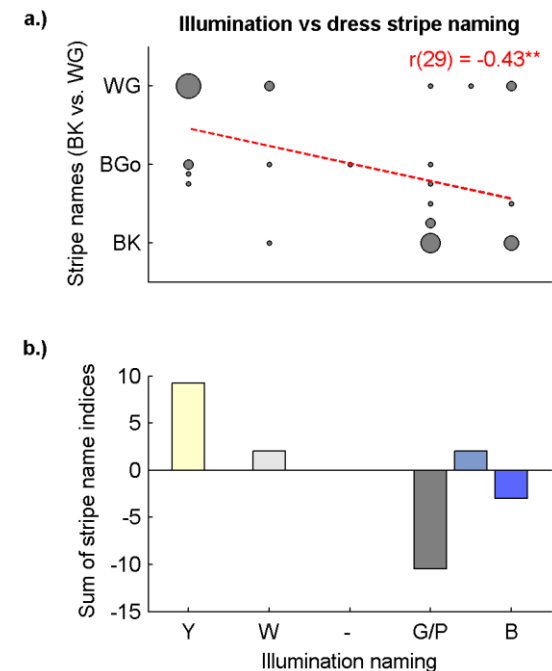 a.)
Illumination vs dress stripe naming
r(29) = -0.43**
Stripe names (BK vs. WG)
WG
BGo
BK
b.)
Sum of stripe name indices
10
5
0
-5
-10
-15
Y W - G/P B
Illumination naming